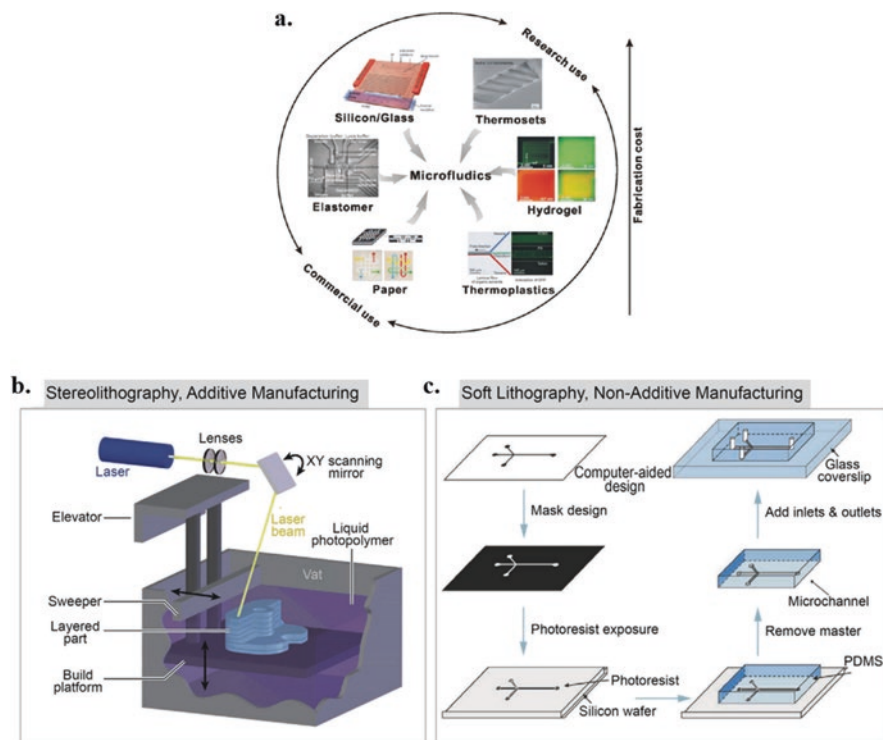 a.
Research use
Silicon/Glass
Thermosets
Microfludics
Elastomer
Hydrogel
Paper
Thermoplastics
Commercial use
Fabrication cost
b.
Stereolithography, Additive Manufacturing
Lenses
Laser
XY scanning
mirror
Elevator
Laser
beam
Liquid
photopolymer
Vat
Sweeper
Layered
part
Build
platform
c.
Soft Lithography, Non-Additive Manufacturing
Computer-aided
design
Mask design
Photoresist exposure
Photoresist
Silicon wafer
PDMS
Remove master
Microchannel
Add inlets & outlets
Glass
coverslip